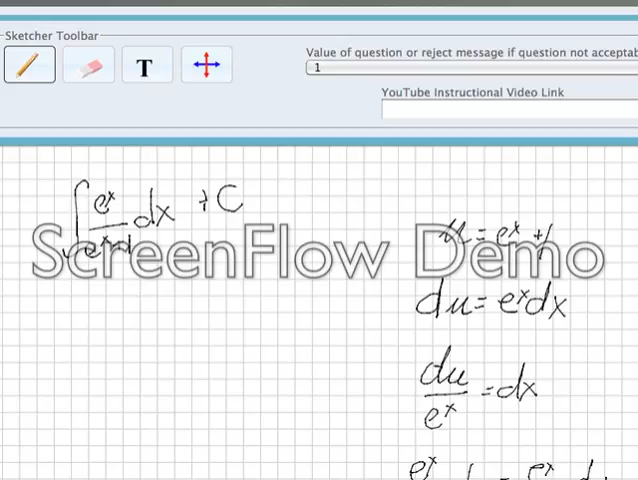 Sketcher Toolbar
T
Value of question or reject message if question not acceptab
1
YouTube Instructional Video Link
∫ e^x/ dx + C
u = e^x +
ScreenFlow Demo
du = e^x dx
du/e^x = dx
e^x = e^x